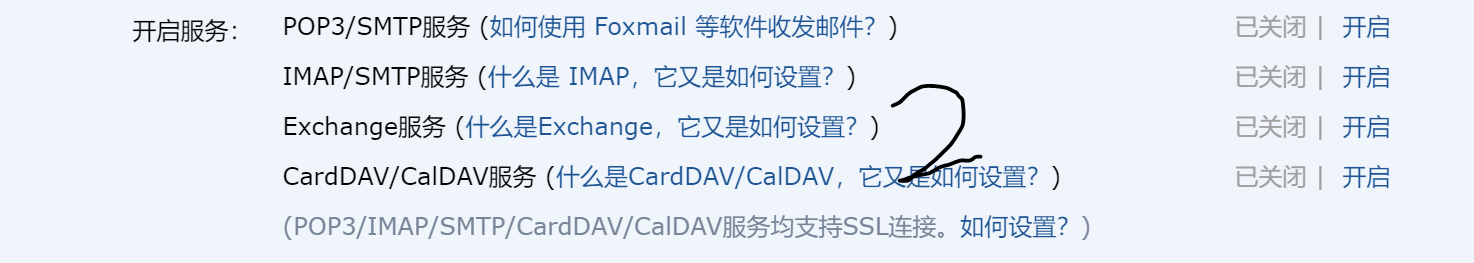 开启服务： POP3/SMTP服务 (如何使用 Foxmail 等软件收发邮件？) 已关闭 | 开启
IMAP/SMTP服务 (什么是 IMAP，它又是如何设置？) 已关闭 | 开启
Exchange服务 (什么是Exchange，它又是如何设置？) 已关闭 | 开启
2
CardDAV/CalDAV服务 (什么是CardDAV/CalDAV，它又是如何设置？) 已关闭 | 开启
(POP3/IMAP/SMTP/CardDAV/CalDAV服务均支持SSL连接。如何设置？)